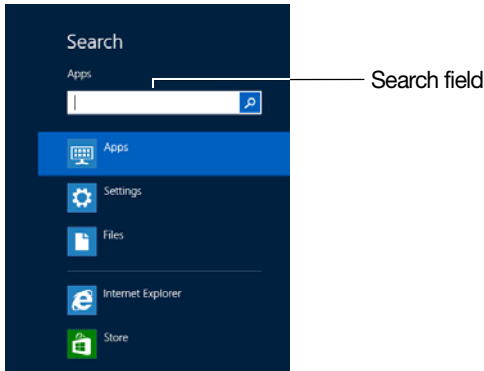 Search
Apps
Search field
Apps
Settings
Files
Internet Explorer
Store